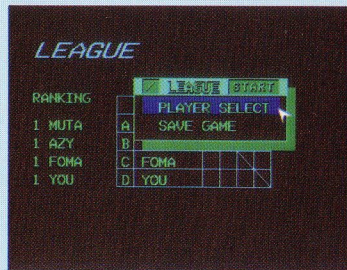 LEAGUE
LEAGUE START
RANKING
PLAYER SELECT
1 MUTA A SAVE GAME
1 AZY B
1 FOMA C FOMA
1 YOU D YOU